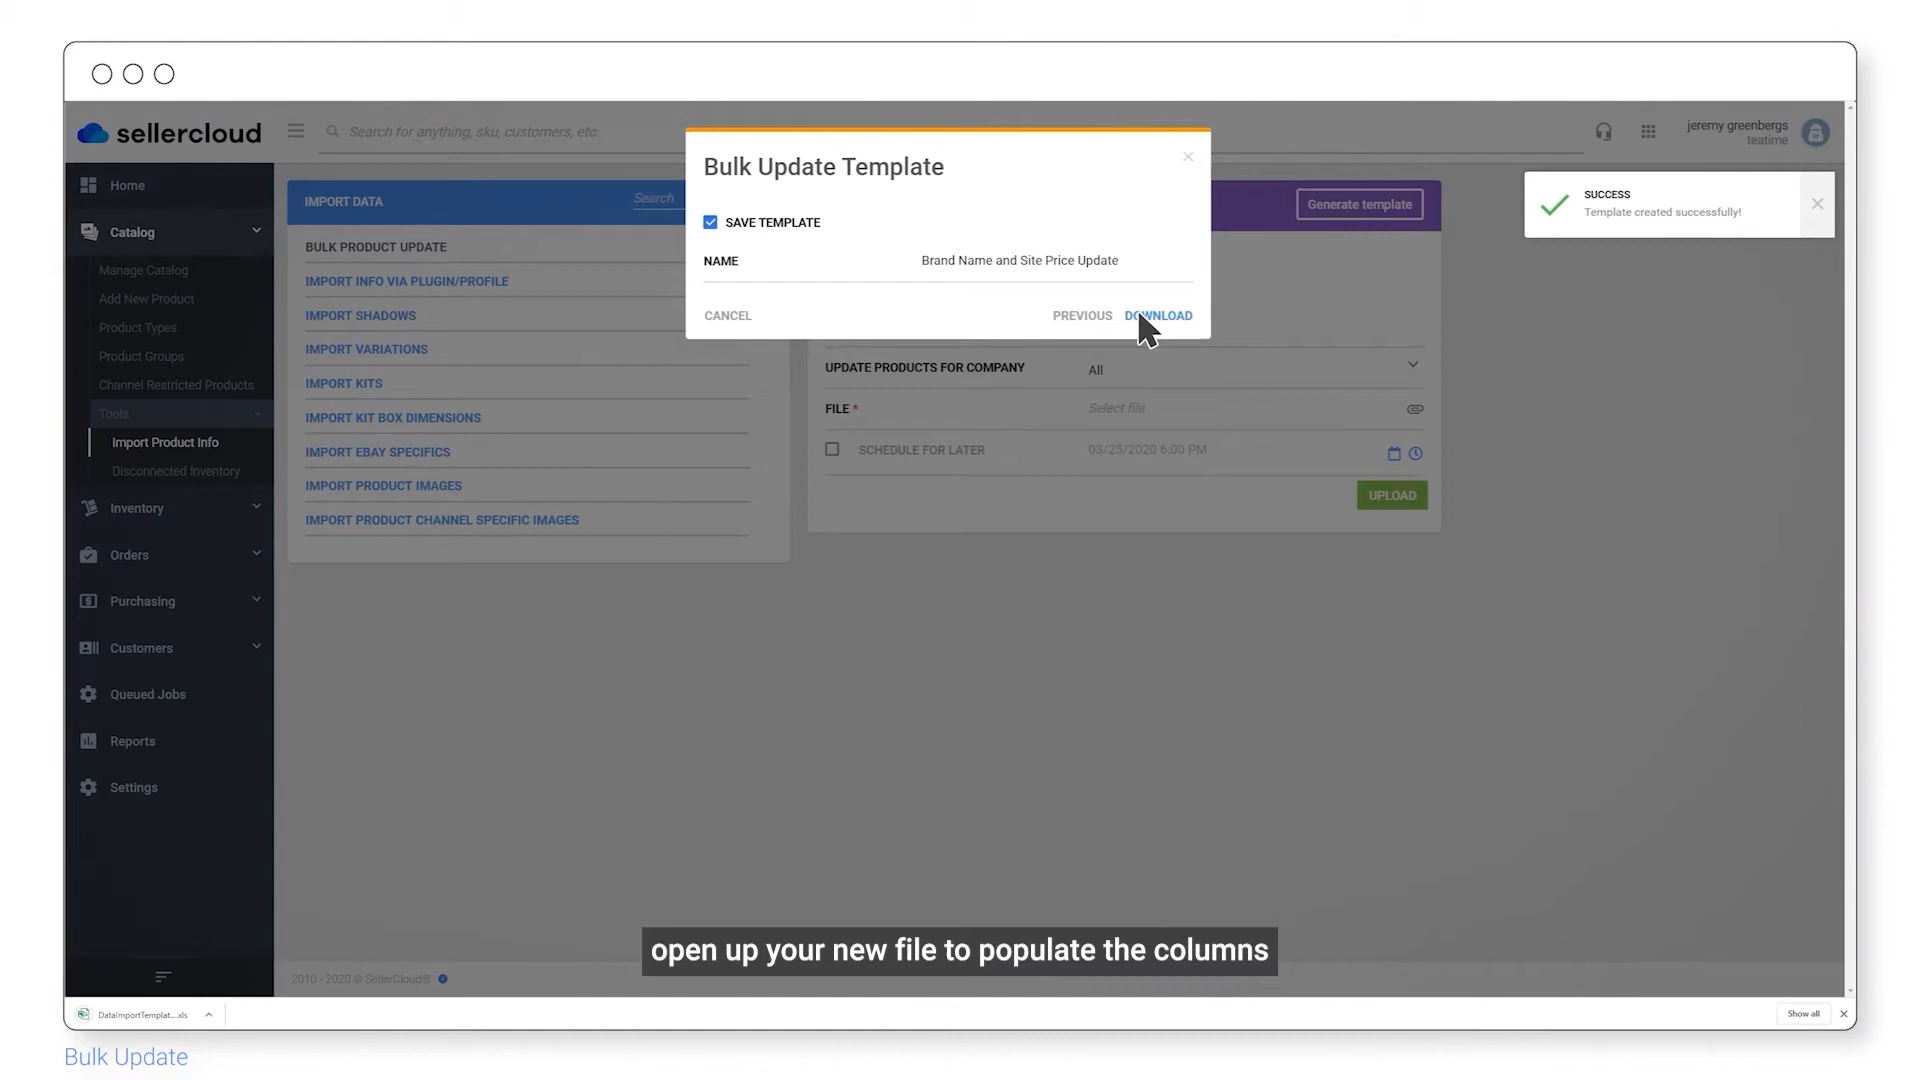 sellercloud
Search for anything, sku, customers, etc.
jeremy greenbergs
teatime
Home
Catalog
Manage Catalog
Add New Product
Product Types
Product Groups
Channel Restricted Products
Tools
Import Product Info
Disconnected Inventory
Inventory
Orders
Purchasing
Customers
Queued Jobs
Reports
Settings
IMPORT DATA
Search
BULK PRODUCT UPDATE
IMPORT INFO VIA PLUGIN/PROFILE
IMPORT SHADOWS
IMPORT VARIATIONS
IMPORT KITS
IMPORT KIT BOX DIMENSIONS
IMPORT EBAY SPECIFICS
IMPORT PRODUCT IMAGES
IMPORT PRODUCT CHANNEL SPECIFIC IMAGES
Bulk Update Template
SAVE TEMPLATE
NAME Brand Name and Site Price Update
CANCEL PREVIOUS DOWNLOAD
Generate template
UPDATE PRODUCTS FOR COMPANY All
FILE * Select file
SCHEDULE FOR LATER 03/25/2020 6:00 PM
UPLOAD
SUCCESS
Template created successfully!
open up your new file to populate the columns
2010 - 2020 © SellerCloud®
DataImportTemplat....xls
Show all
Bulk Update